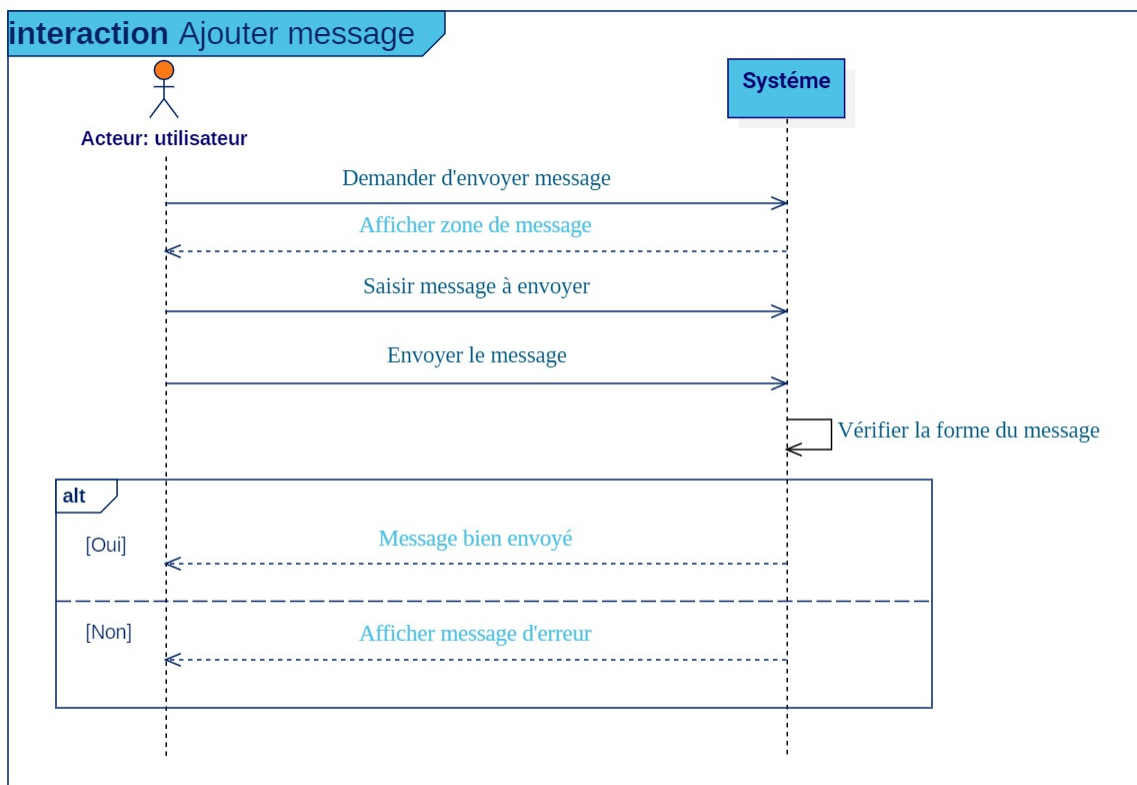 interaction Ajouter message
Systéme
Acteur: utilisateur
Demander d'envoyer message
Afficher zone de message
Saisir message à envoyer
Envoyer le message
Vérifier la forme du message
alt
[Oui]
Message bien envoyé
[Non]
Afficher message d'erreur